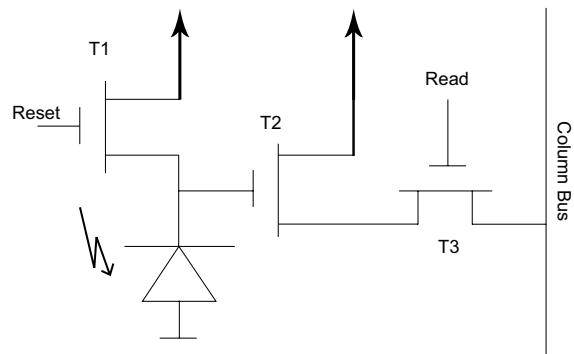 T1
Reset
T2
Read
T3
Column Bus